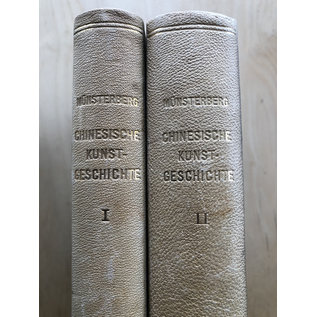 MÜNSTERBERG
CHINESISCHE
KUNST-
GESCHICHTE
I
MÜNSTERBERG
CHINESISCHE
KUNST-
GESCHICHTE
II